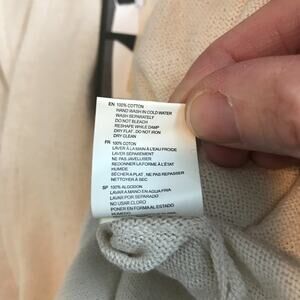 EN 100% COTTON
HAND WASH IN COLD WATER
WASH SEPARATELY
DO NOT BLEACH
RESHAPE WHILE DAMP
DRY FLAT . DO NOT IRON
DRY CLEAN
FR 100% COTON
LAVER À LA MAIN À L'EAU FROIDE
LAVER SÉPAREMENT
NE PAS JAVELLISER
REDONNER LA FORME À L'ÉTAT
HUMIDE
SÉCHER À PLAT . NE PAS REPASSER
NETTOYER À SEC
SP 100% ALGODON
LAVAR A MANO EN AGUA FRIA
LAVAR POR SEPARADO
NO USAR CLORO
PONER EN FORMA AL ESTADO
HUMEDO